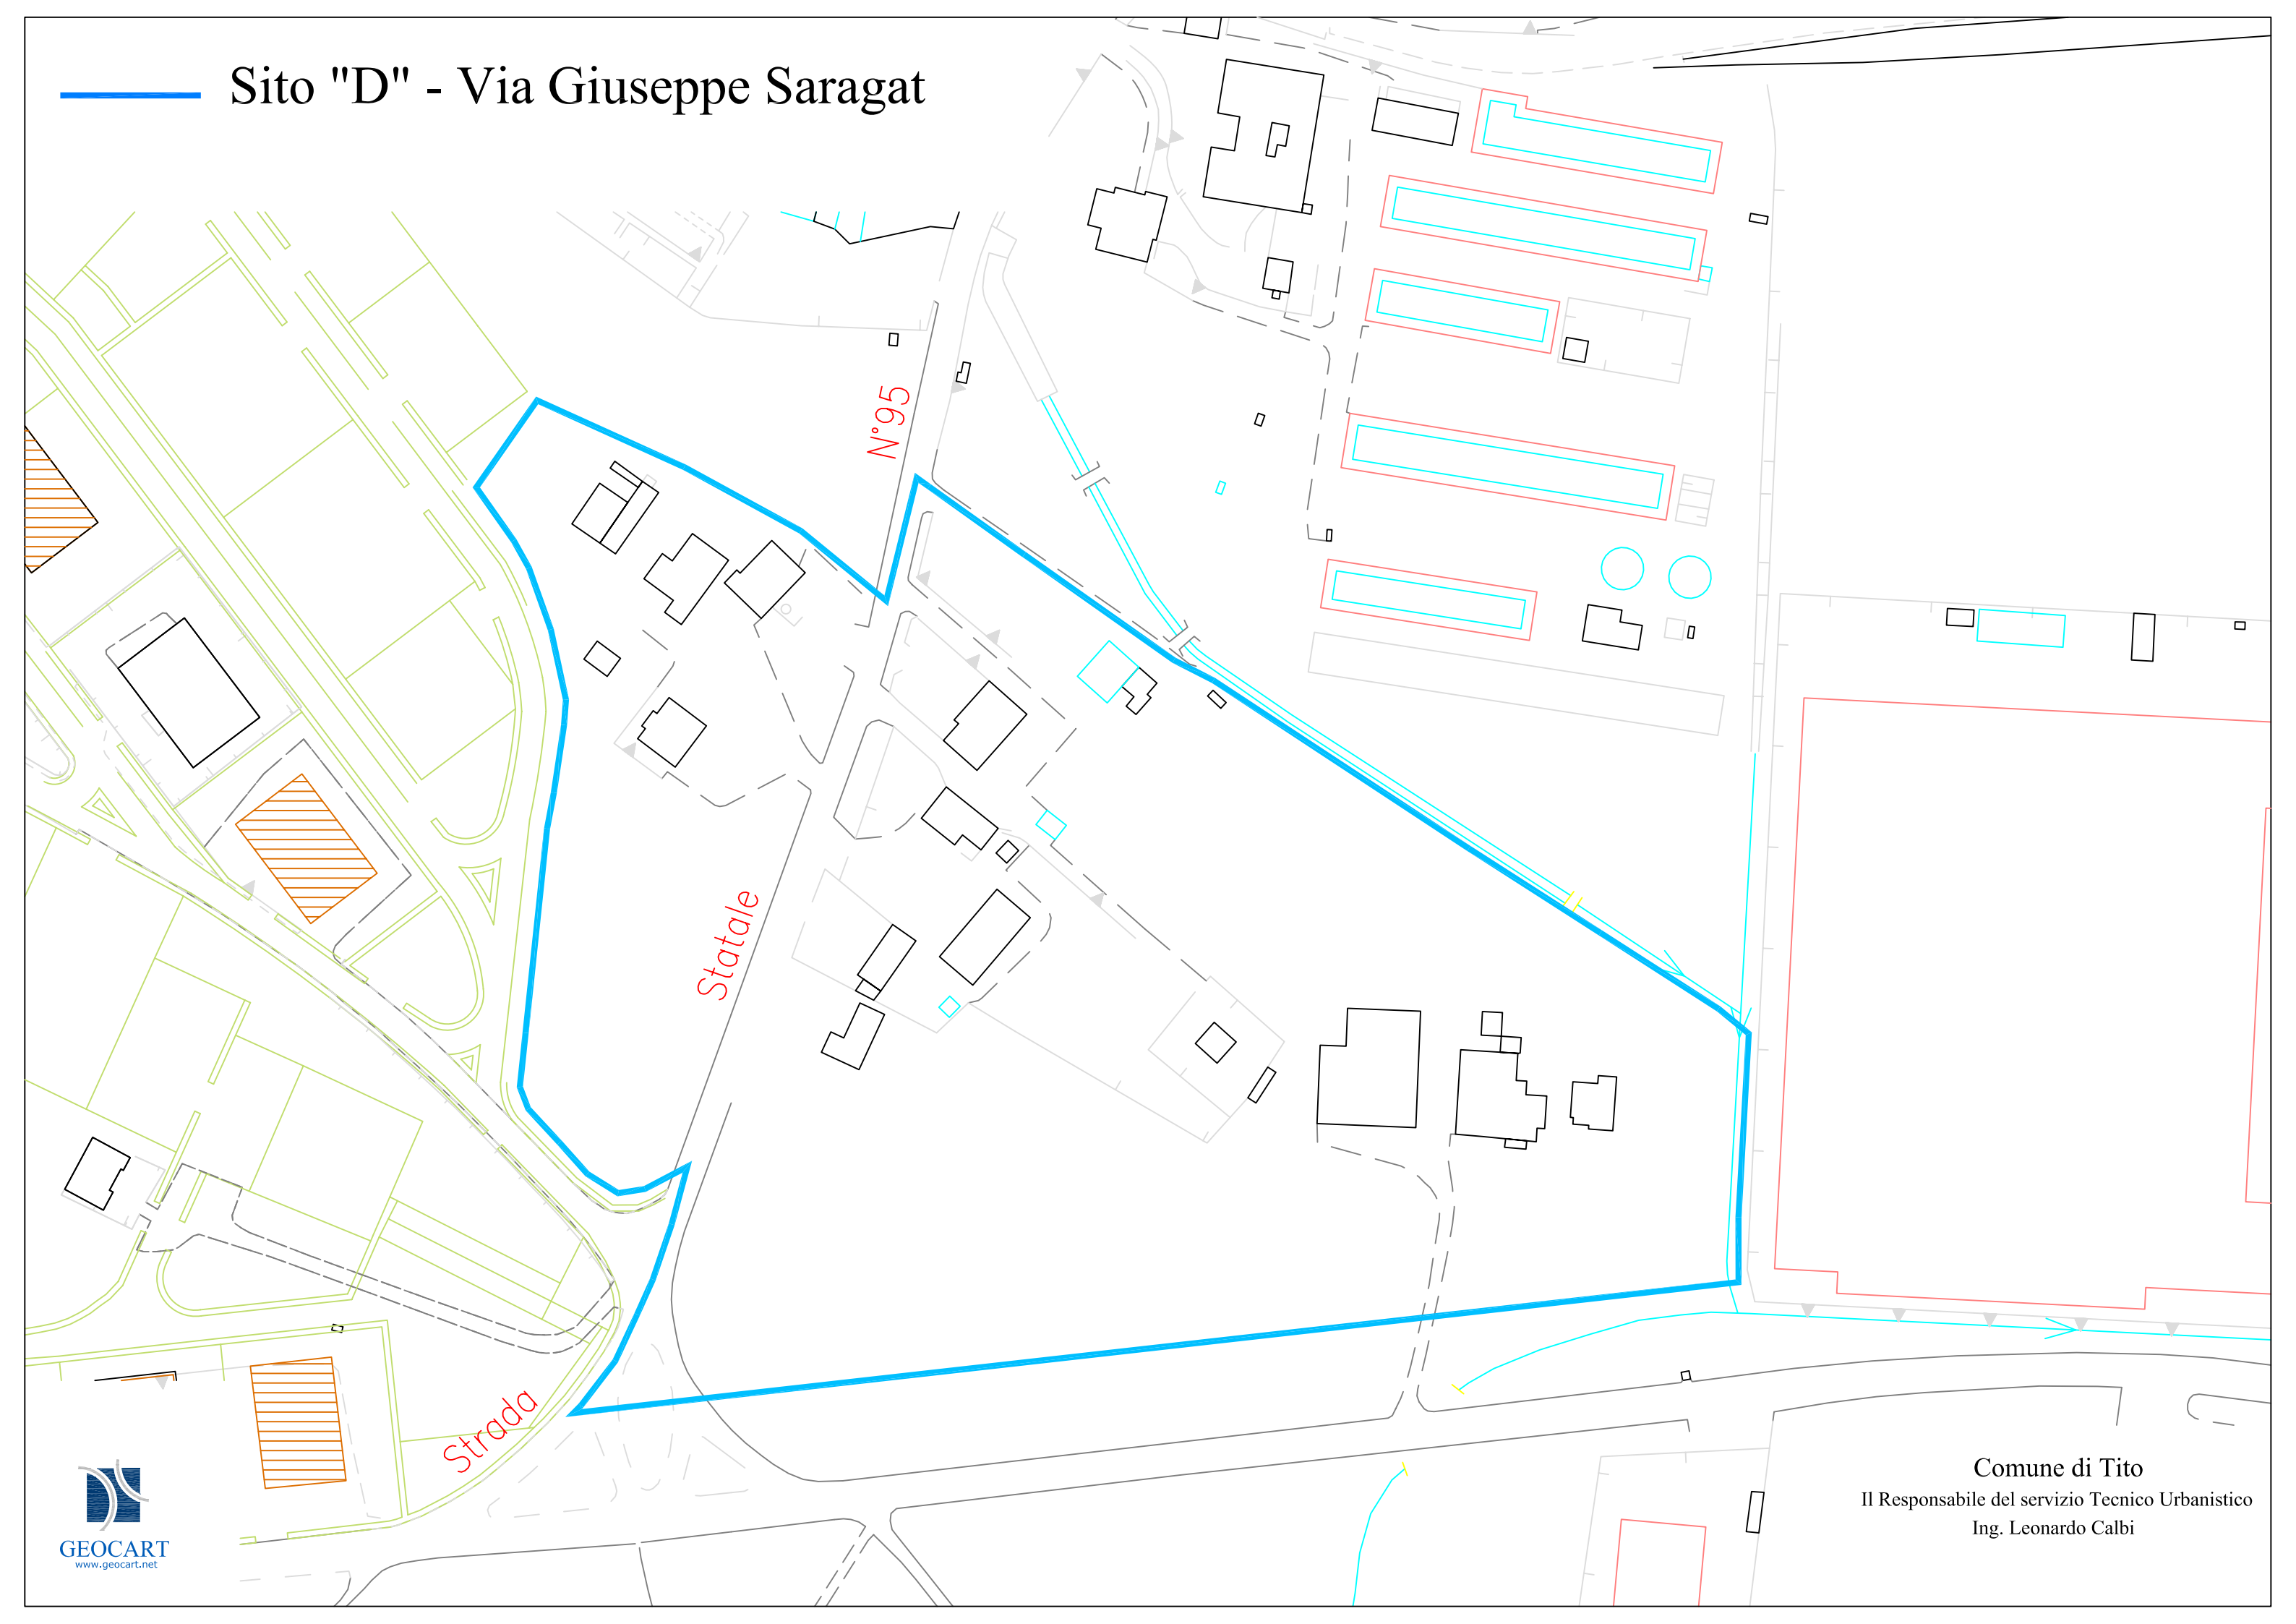 Sito "D" - Via Giuseppe Saragat
N°95
Statale
Strada
GEOCART
www.geocart.net
Comune di Tito
Il Responsabile del servizio Tecnico Urbanistico
Ing. Leonardo Calbi